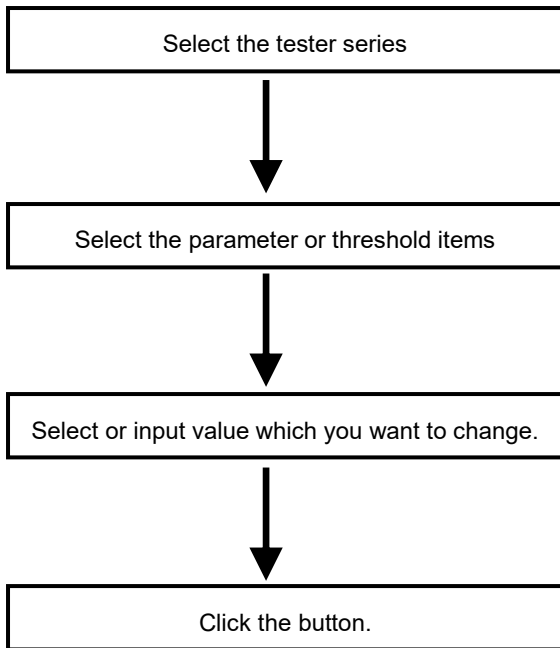 Select the tester series
Select the parameter or threshold items
Select or input value which you want to change.
Click the button.